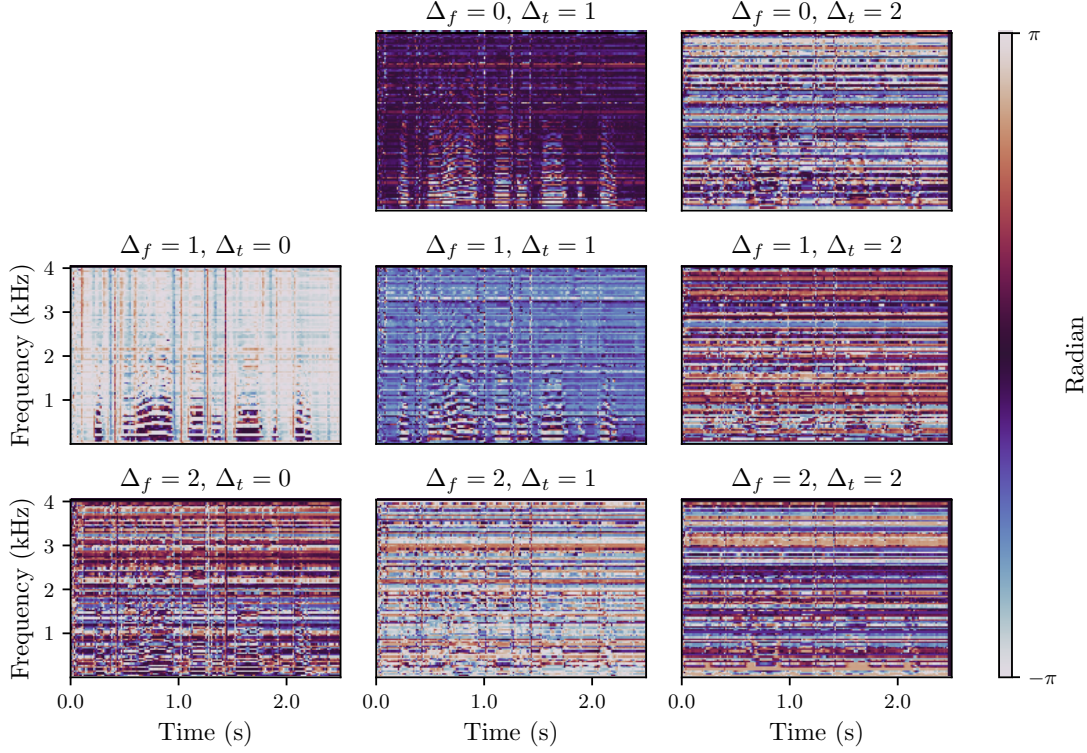 Δf = 0, Δt = 1
Δf = 0, Δt = 2
π
Δf = 1, Δt = 0
Δf = 1, Δt = 1
Δf = 1, Δt = 2
4
3
2
1
Frequency (kHz)
Radian
Δf = 2, Δt = 0
Δf = 2, Δt = 1
Δf = 2, Δt = 2
4
3
2
1
Frequency (kHz)
−π
0.0 1.0 2.0
0.0 1.0 2.0
0.0 1.0 2.0
Time (s)
Time (s)
Time (s)